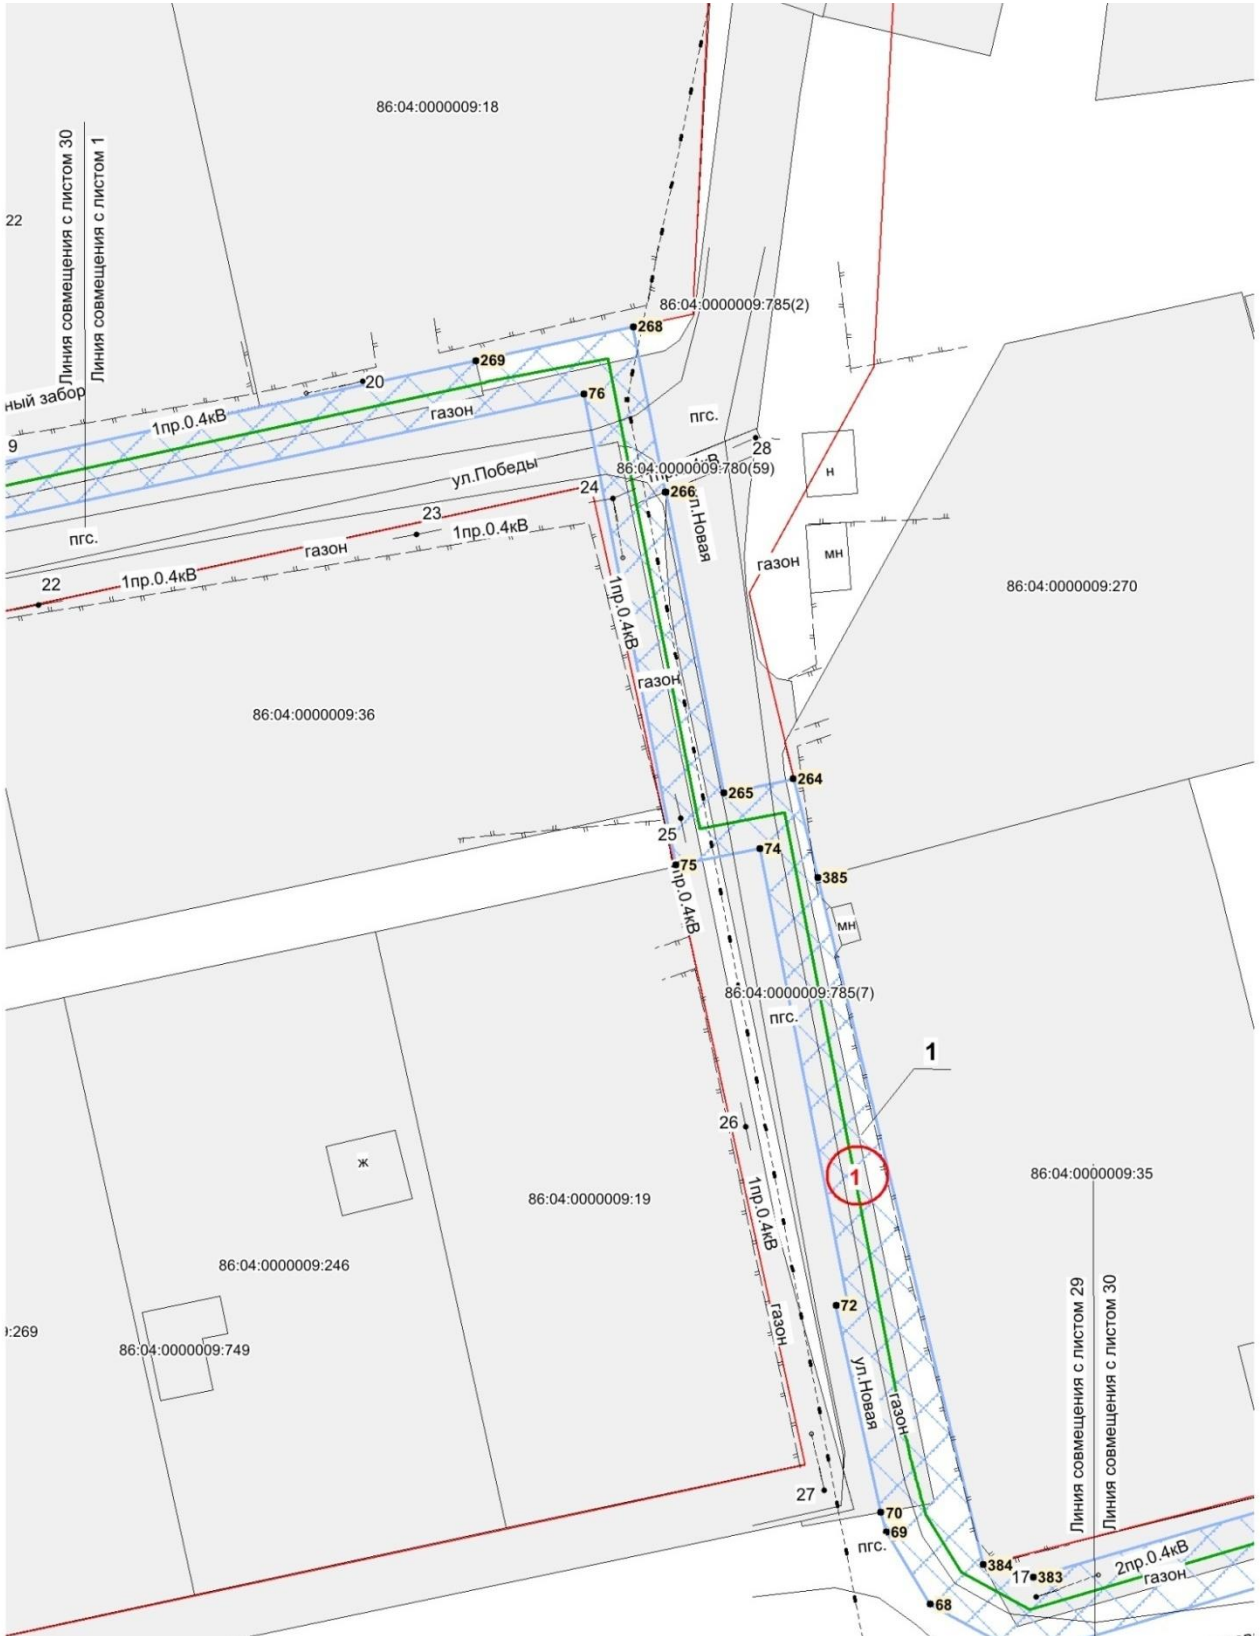 86:04:0000009:18
Линия совмещения с листом 30
Линия совмещения с листом 1
22
86:04:0000009:785(2)
268
269
20
76
ный забор
1пр.0.4кВ
газон
9
пгс.
28
ул.Победы
86:04:0000009:780(59)
н
24
266
ул.Новая
23
1пр.0.4кВ
пгс.
газон
мн
газон
22
1пр.0.4кВ
86:04:0000009:270
1пр.0.4кВ
газон
86:04:0000009:36
264
265
25
74
75
385
1пр.0.4кВ
мн
86:04:0000009:785(7)
пгс.
1
26
ж
1
86:04:0000009:35
86:04:0000009:19
1пр.0.4кВ
86:04:0000009:246
72
газон
:269
86:04:0000009:749
ул.Новая
газон
Линия совмещения с листом 29
Линия совмещения с листом 30
27
70
69
пгс.
384
17
383
2пр.0.4кВ
газон
68